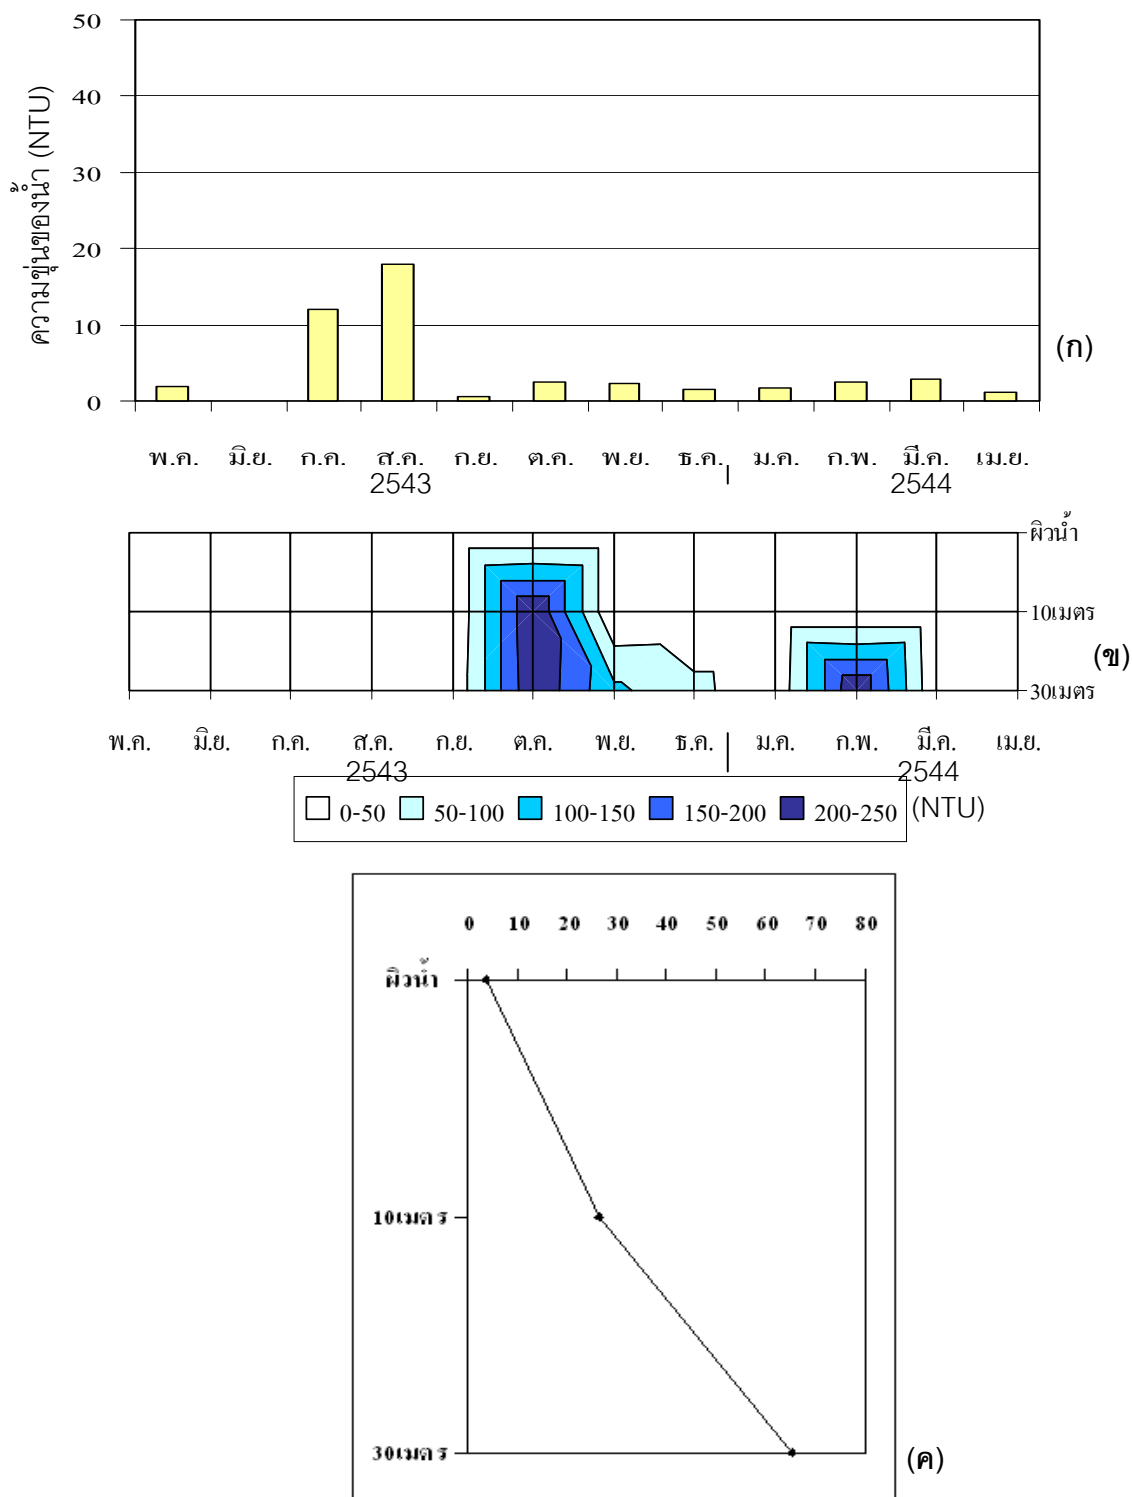 50
40
30
20
10
0
ความขุ่นของน้ำ (NTU)
(ก)
พ.ค. มิ.ย. ก.ค. ส.ค. ก.ย. ต.ค. พ.ย. ธ.ค. ม.ค. ก.พ. มี.ค. เม.ย.
2543 2544
ผิวน้ำ
10เมตร
(ข)
30เมตร
พ.ค. มิ.ย. ก.ค. ส.ค. ก.ย. ต.ค. พ.ย. ธ.ค. ม.ค. ก.พ. มี.ค. เม.ย.
2543 2544
0-50 50-100 100-150 150-200 200-250 (NTU)
0 10 20 30 40 50 60 70 80
ผิวน้ำ
10เมตร
30เมตร
(ค)